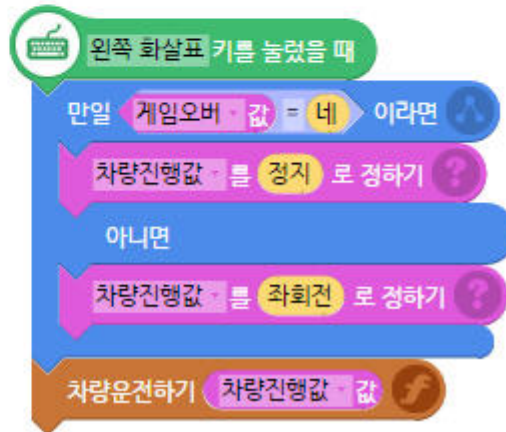 왼쪽 화살표 키를 눌렀을 때
만일 게임오버 값 = 네 이라면
차량진행값 를 정지 로 정하기 ?
아니면
차량진행값 를 좌회전 로 정하기 ?
차량운전하기 차량진행값 값 f